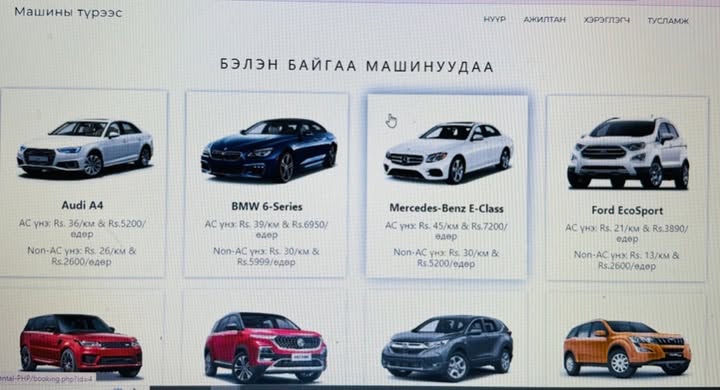 Машины түрээс
НҮҮР АЖИЛТАН ХЭРЭГЛЭГЧ ТУСЛАМЖ
БЭЛЭН БАЙГАА МАШИНУУДАА
Audi A4
AC үнэ: Rs. 36/км & Rs.5200/
өдөр
Non-AC үнэ: Rs. 26/км &
Rs.2600/өдөр
BMW 6-Series
AC үнэ: Rs. 39/км & Rs.6950/
өдөр
Non-AC үнэ: Rs. 30/км &
Rs.5999/өдөр
Mercedes-Benz E-Class
AC үнэ: Rs. 45/км & Rs.7200/
өдөр
Non-AC үнэ: Rs. 30/км &
Rs.5200/өдөр
Ford EcoSport
AC үнэ: Rs. 21/км & Rs.3890/
өдөр
Non-AC үнэ: Rs. 13/км &
Rs.2600/өдөр
ental-PHP/booking.php?id=4